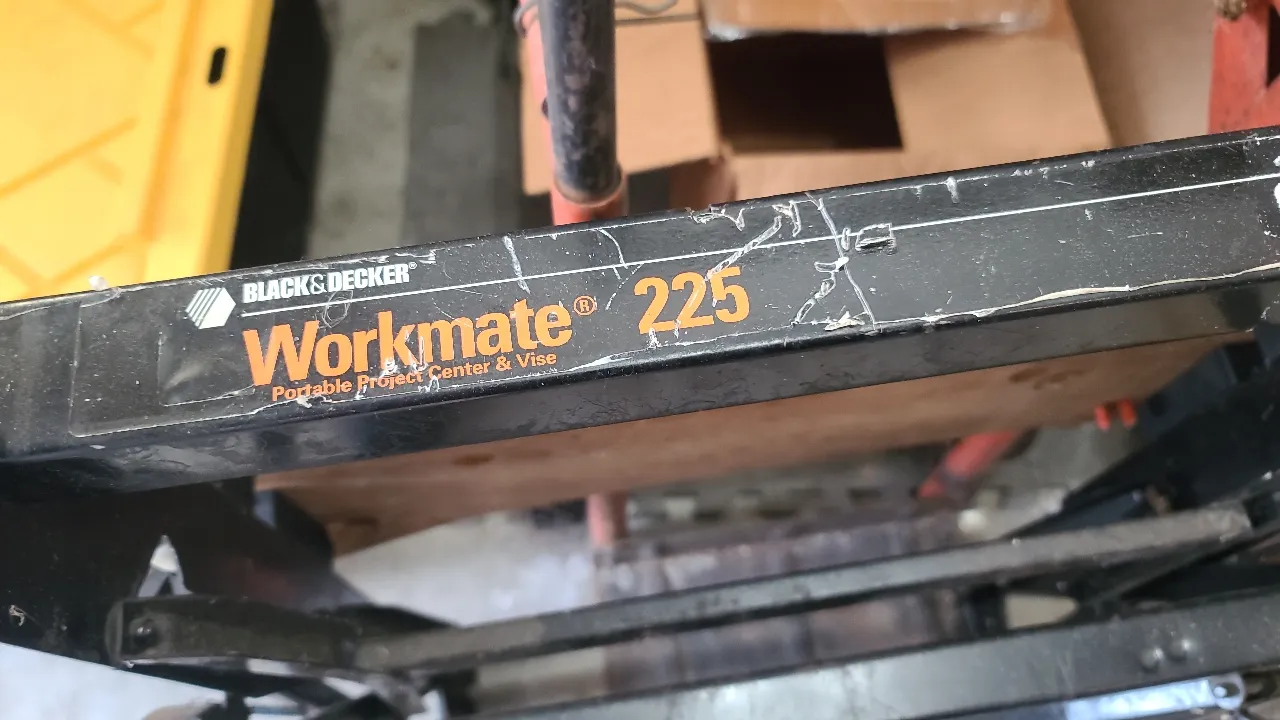 BLACK&DECKER®
Workmate® 225
Portable Project Center & Vise